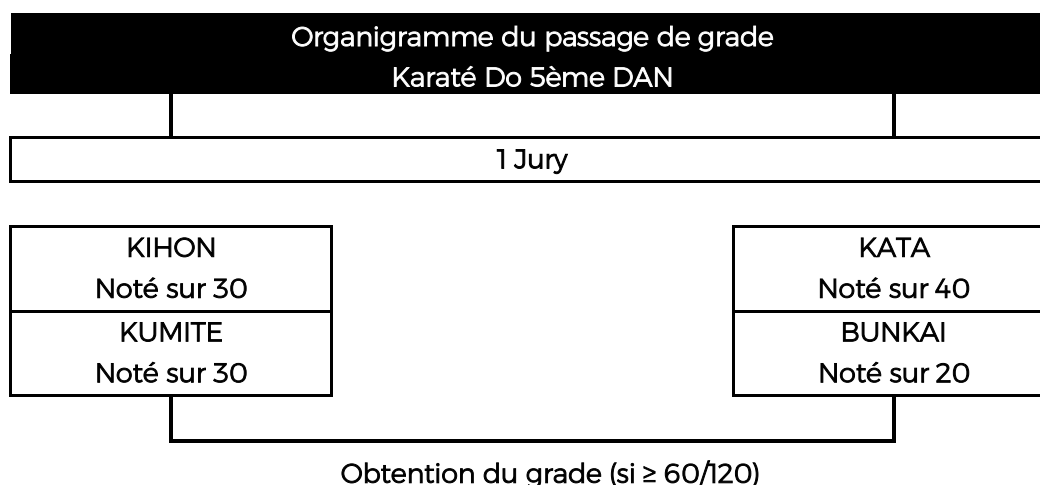 Organigramme du passage de grade
Karaté Do 5ème DAN
1 Jury
KIHON
Noté sur 30
KUMITE
Noté sur 30
KATA
Noté sur 40
BUNKAI
Noté sur 20
Obtention du grade (si ≥ 60/120)